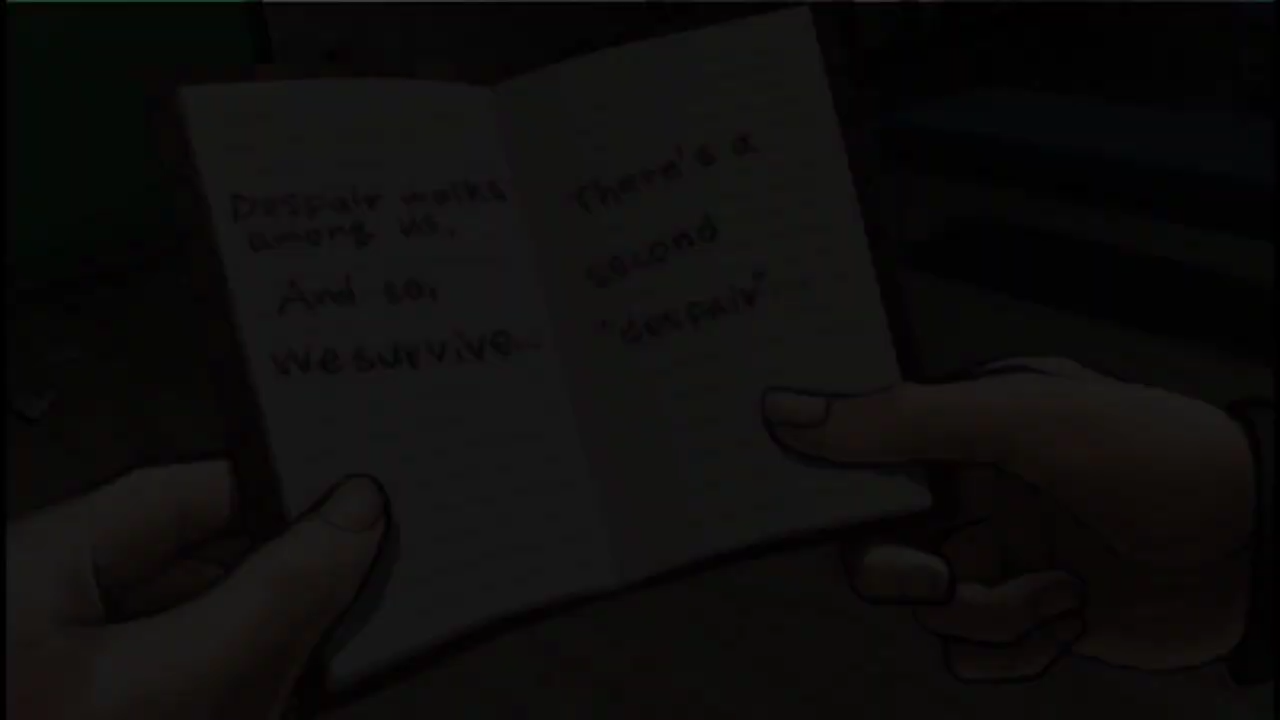 Despair walks
among us.
And so,
We survive...
There's a
second
"despair"...